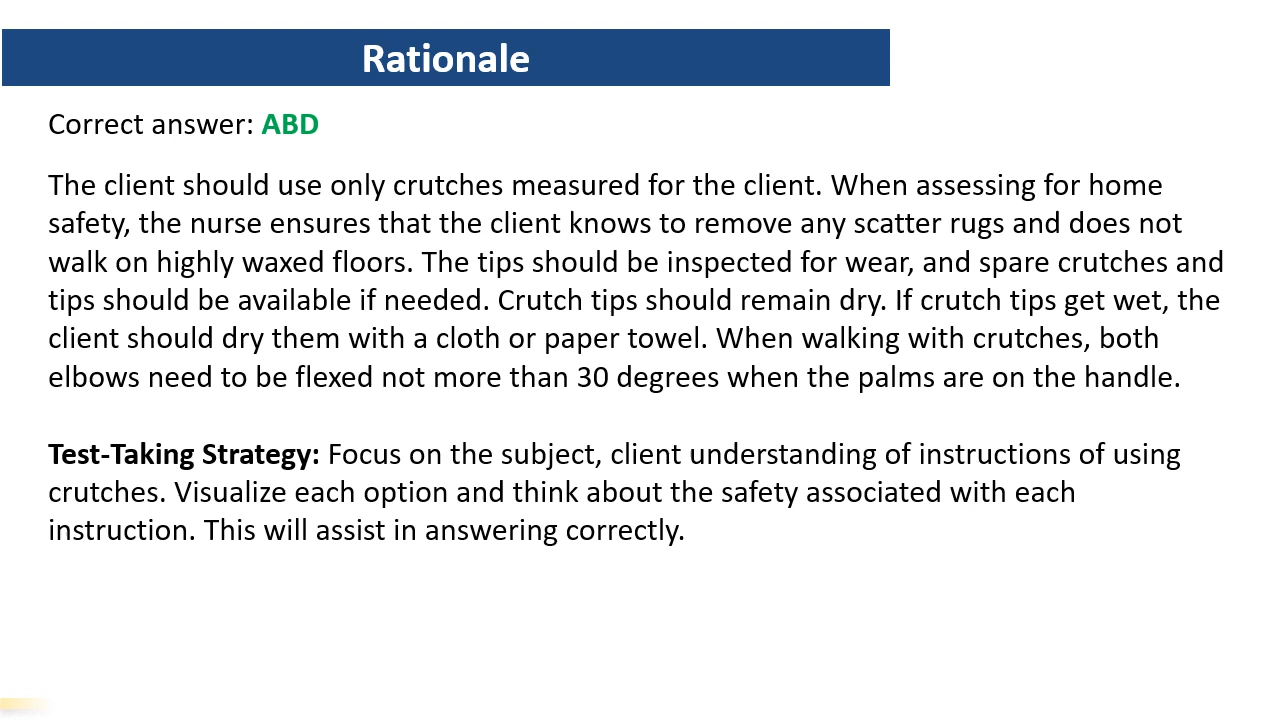 Rationale
Correct answer: ABD
The client should use only crutches measured for the client. When assessing for home
safety, the nurse ensures that the client knows to remove any scatter rugs and does not
walk on highly waxed floors. The tips should be inspected for wear, and spare crutches and
tips should be available if needed. Crutch tips should remain dry. If crutch tips get wet, the
client should dry them with a cloth or paper towel. When walking with crutches, both
elbows need to be flexed not more than 30 degrees when the palms are on the handle.
Test-Taking Strategy: Focus on the subject, client understanding of instructions of using
crutches. Visualize each option and think about the safety associated with each
instruction. This will assist in answering correctly.